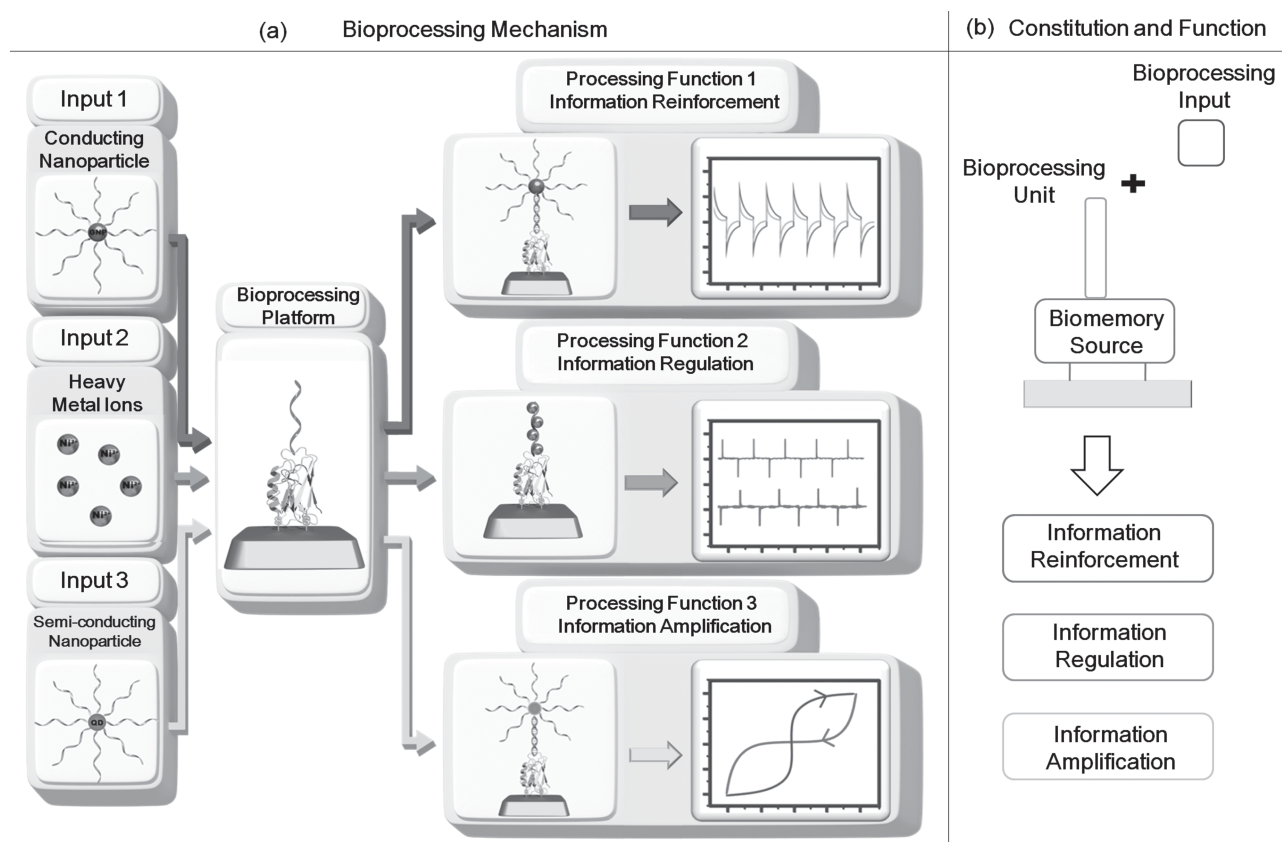 (a) Bioprocessing Mechanism
Input 1
Conducting
Nanoparticle
GNP
Input 2
Heavy
Metal Ions
Input 3
Semi-conducting
Nanoparticle
QD
Bioprocessing
Platform
Processing Function 1
Information Reinforcement
Processing Function 2
Information Regulation
Processing Function 3
Information Amplification
(b) Constitution and Function
Bioprocessing
Input
Bioprocessing
Unit
+
Biomemory
Source
Information
Reinforcement
Information
Regulation
Information
Amplification